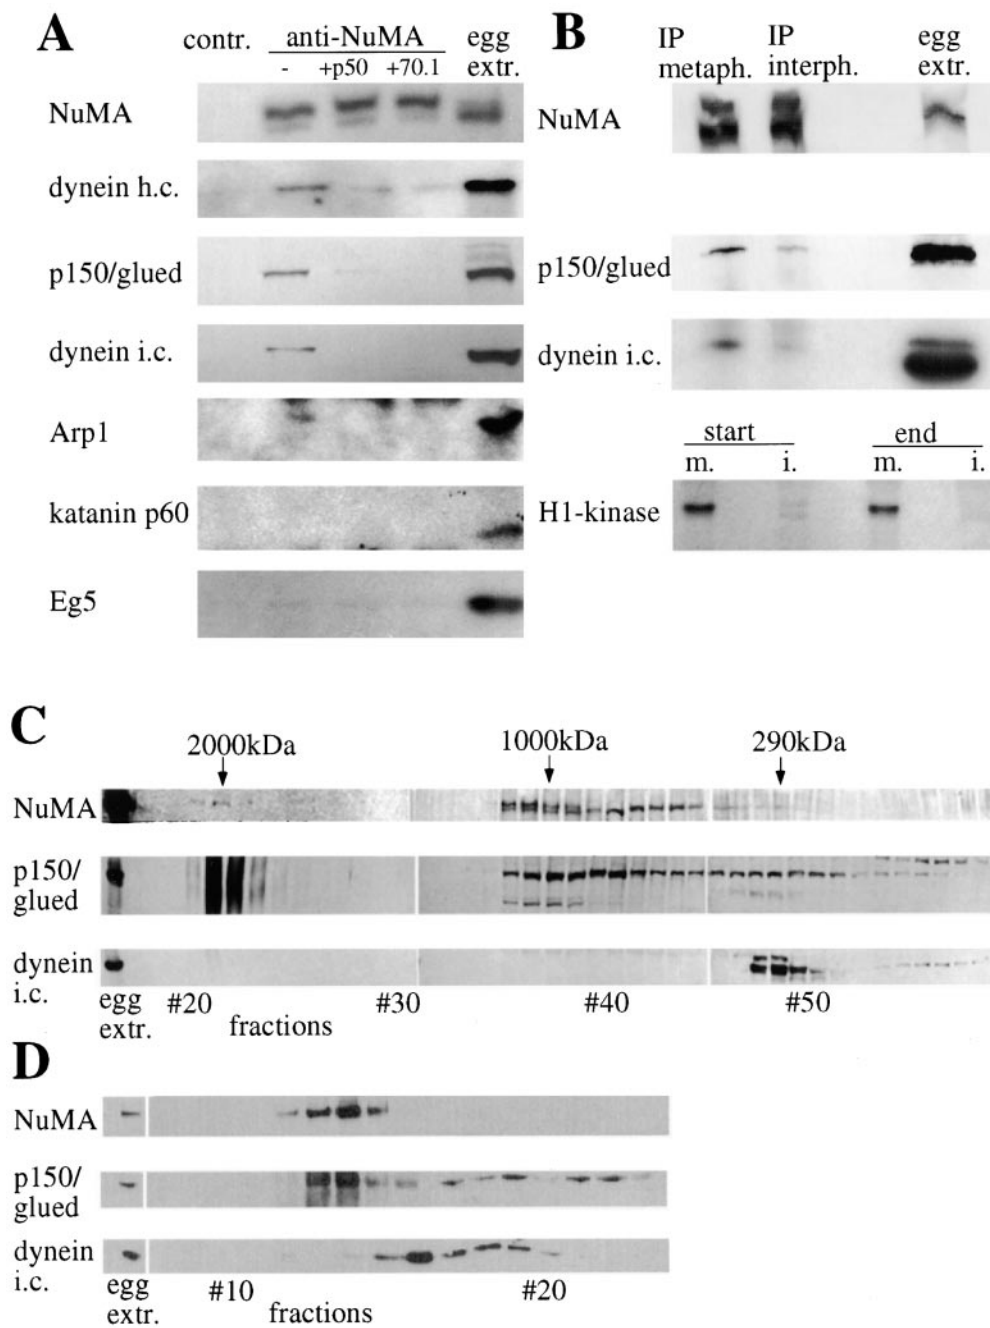 A
contr. anti-NuMA egg
- +p50 +70.1 extr.
NuMA
dynein h.c.
p150/glued
dynein i.c.
Arp1
katanin p60
Eg5
B
IP IP egg
metaph. interph. extr.
NuMA
p150/glued
dynein i.c.
start end
m. i. m. i.
H1-kinase
C
2000kDa 1000kDa 290kDa
NuMA
p150/
glued
dynein
i.c.
egg #20 #30 #40 #50
extr. fractions
D
NuMA
p150/
glued
dynein
i.c.
egg #10 #20
extr. fractions